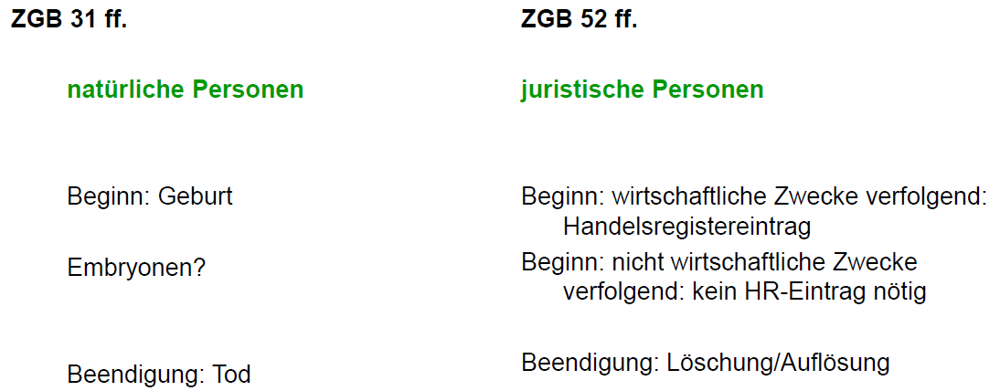 ZGB 31 ff.
natürliche Personen
Beginn: Geburt
Embryonen?
Beendigung: Tod
ZGB 52 ff.
juristische Personen
Beginn: wirtschaftliche Zwecke verfolgend:
Handelsregistereintrag
Beginn: nicht wirtschaftliche Zwecke
verfolgend: kein HR-Eintrag nötig
Beendigung: Löschung/Auflösung